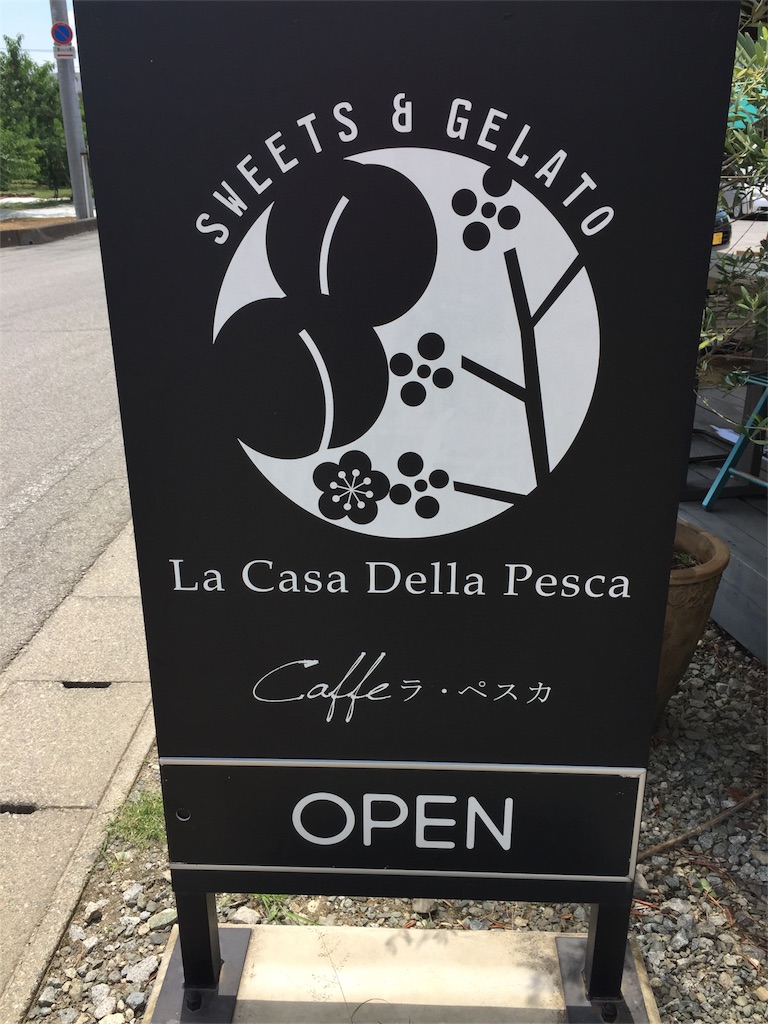 SWEETS & GELATO
La Casa Della Pesca
Caffe ラ・ペスカ
OPEN